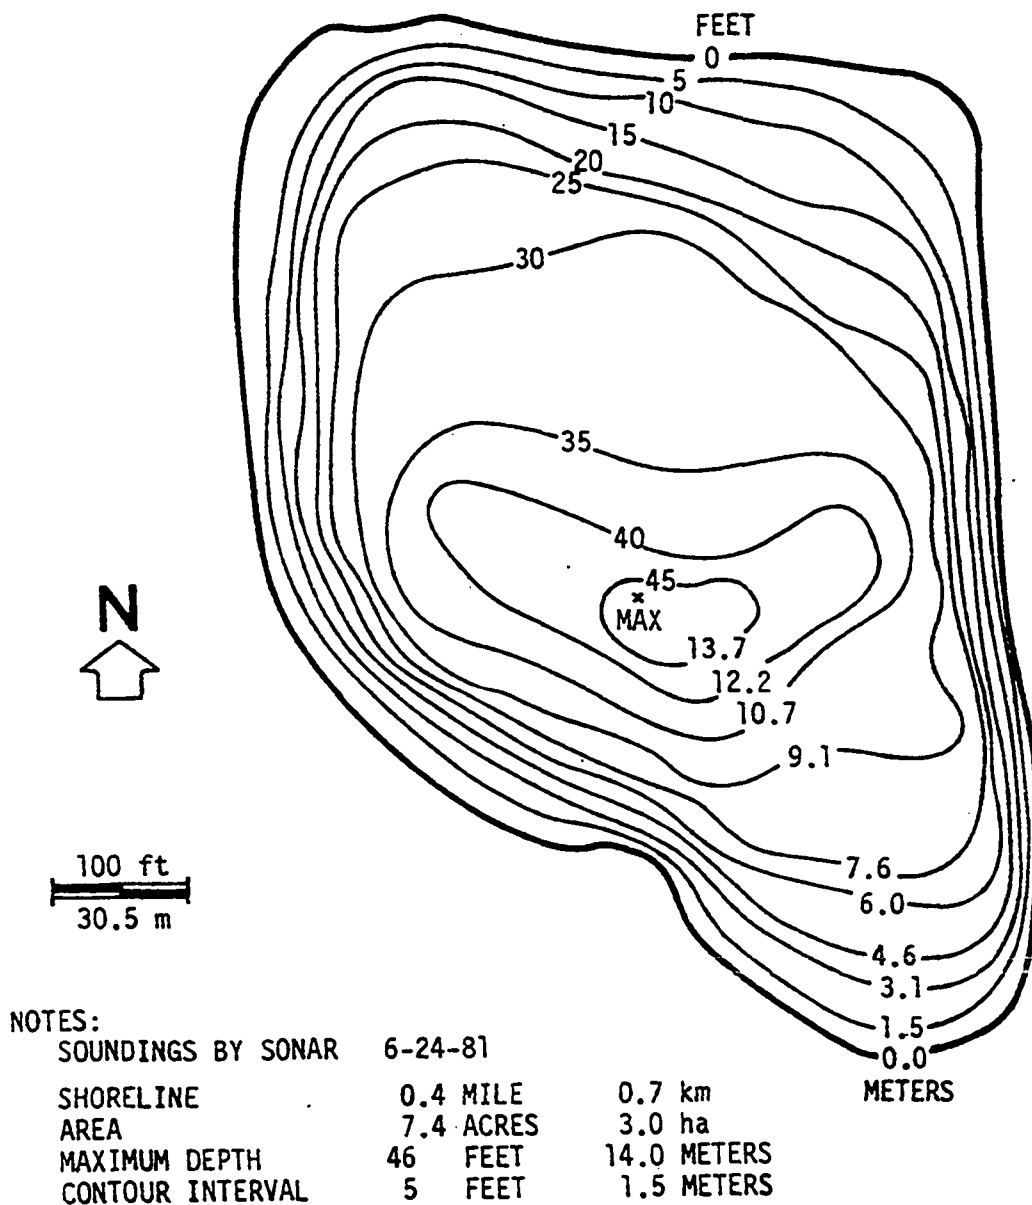 FEET
0
5
10
15
20
25
30
35
40
45
MAX
13.7
12.2
10.7
9.1
7.6
6.0
4.6
3.1
1.5
0.0
METERS
N
100 ft
30.5 m
NOTES:
SOUNDINGS BY SONAR 6-24-81
SHORELINE 0.4 MILE 0.7 km
AREA 7.4 ACRES 3.0 ha
MAXIMUM DEPTH 46 FEET 14.0 METERS
CONTOUR INTERVAL 5 FEET 1.5 METERS